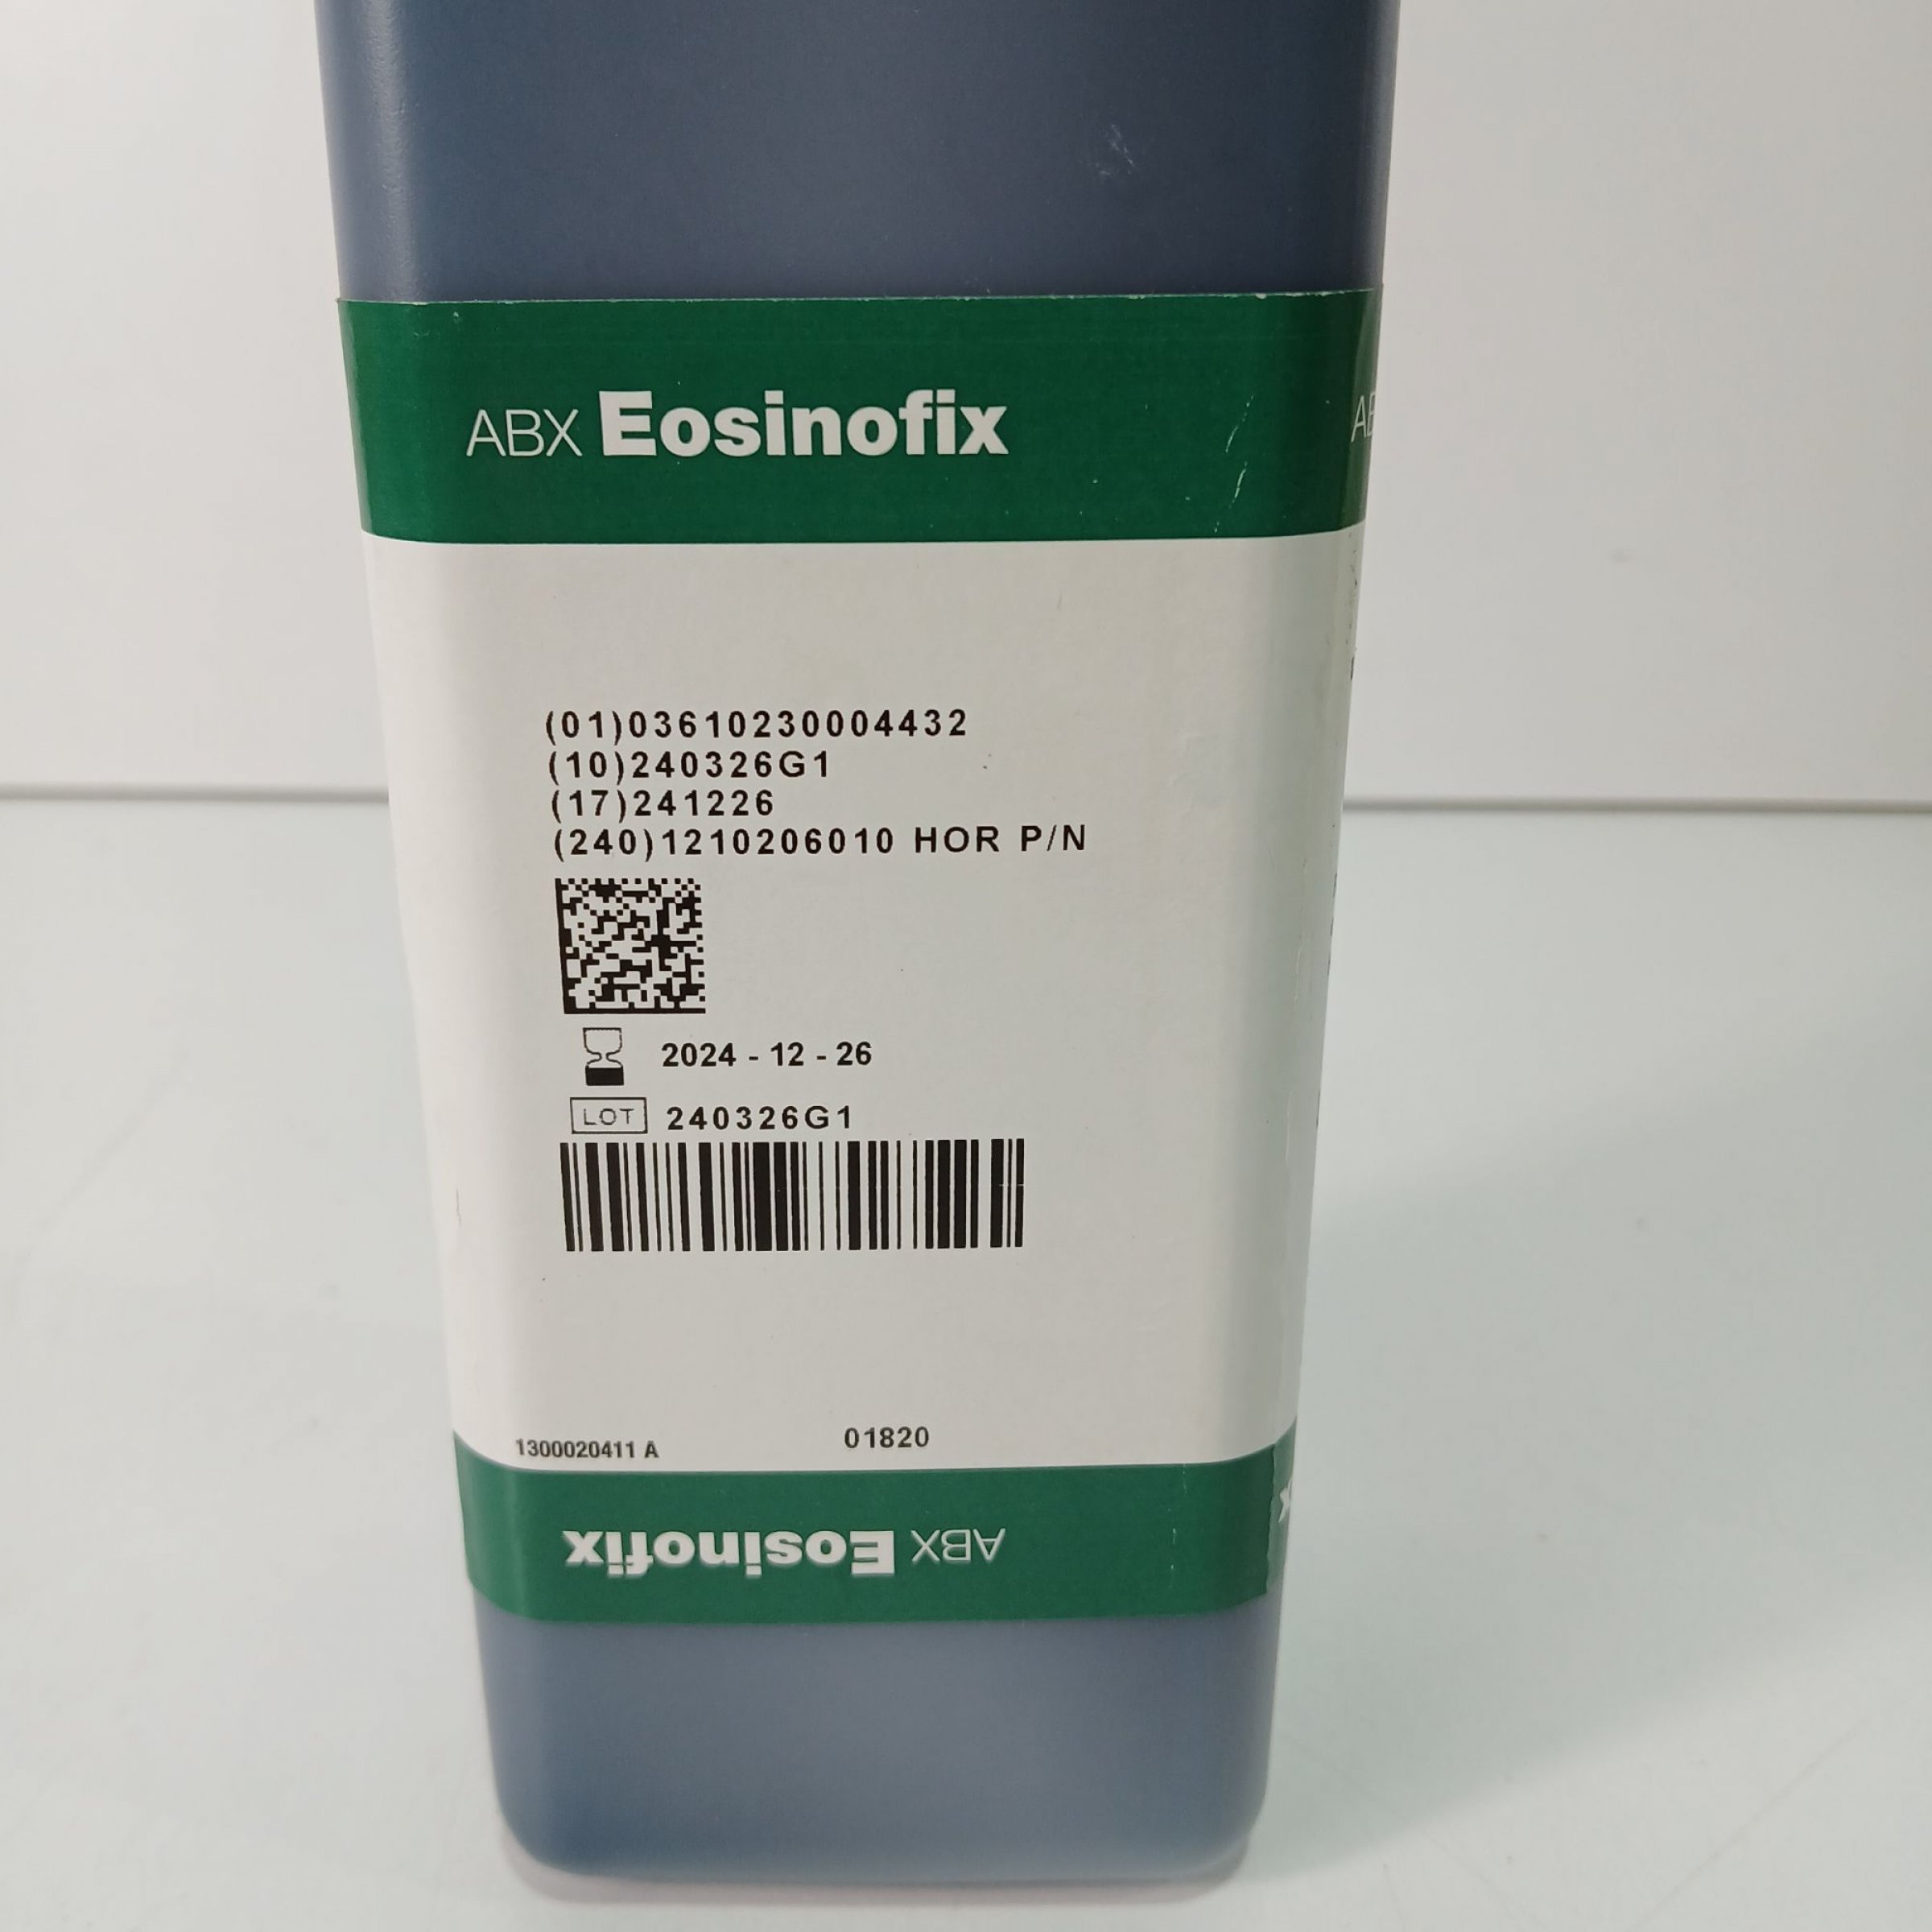 ABX Eosinofix
(01)03610230004432
(10)240326G1
(17)241226
(240)1210206010 HOR P/N
2024 - 12 - 26
LOT 240326G1
1300020411 A 01820
ABX Eosinofix